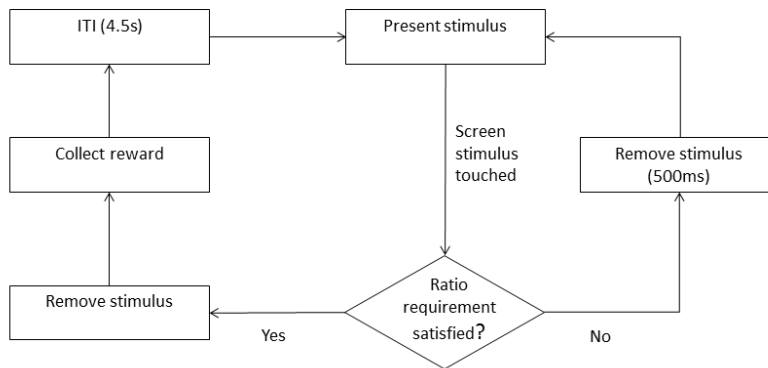 ITI (4.5s)
Present stimulus
Collect reward
Screen
stimulus
touched
Remove stimulus
(500ms)
Remove stimulus
Ratio
requirement
satisfied?
Yes
No